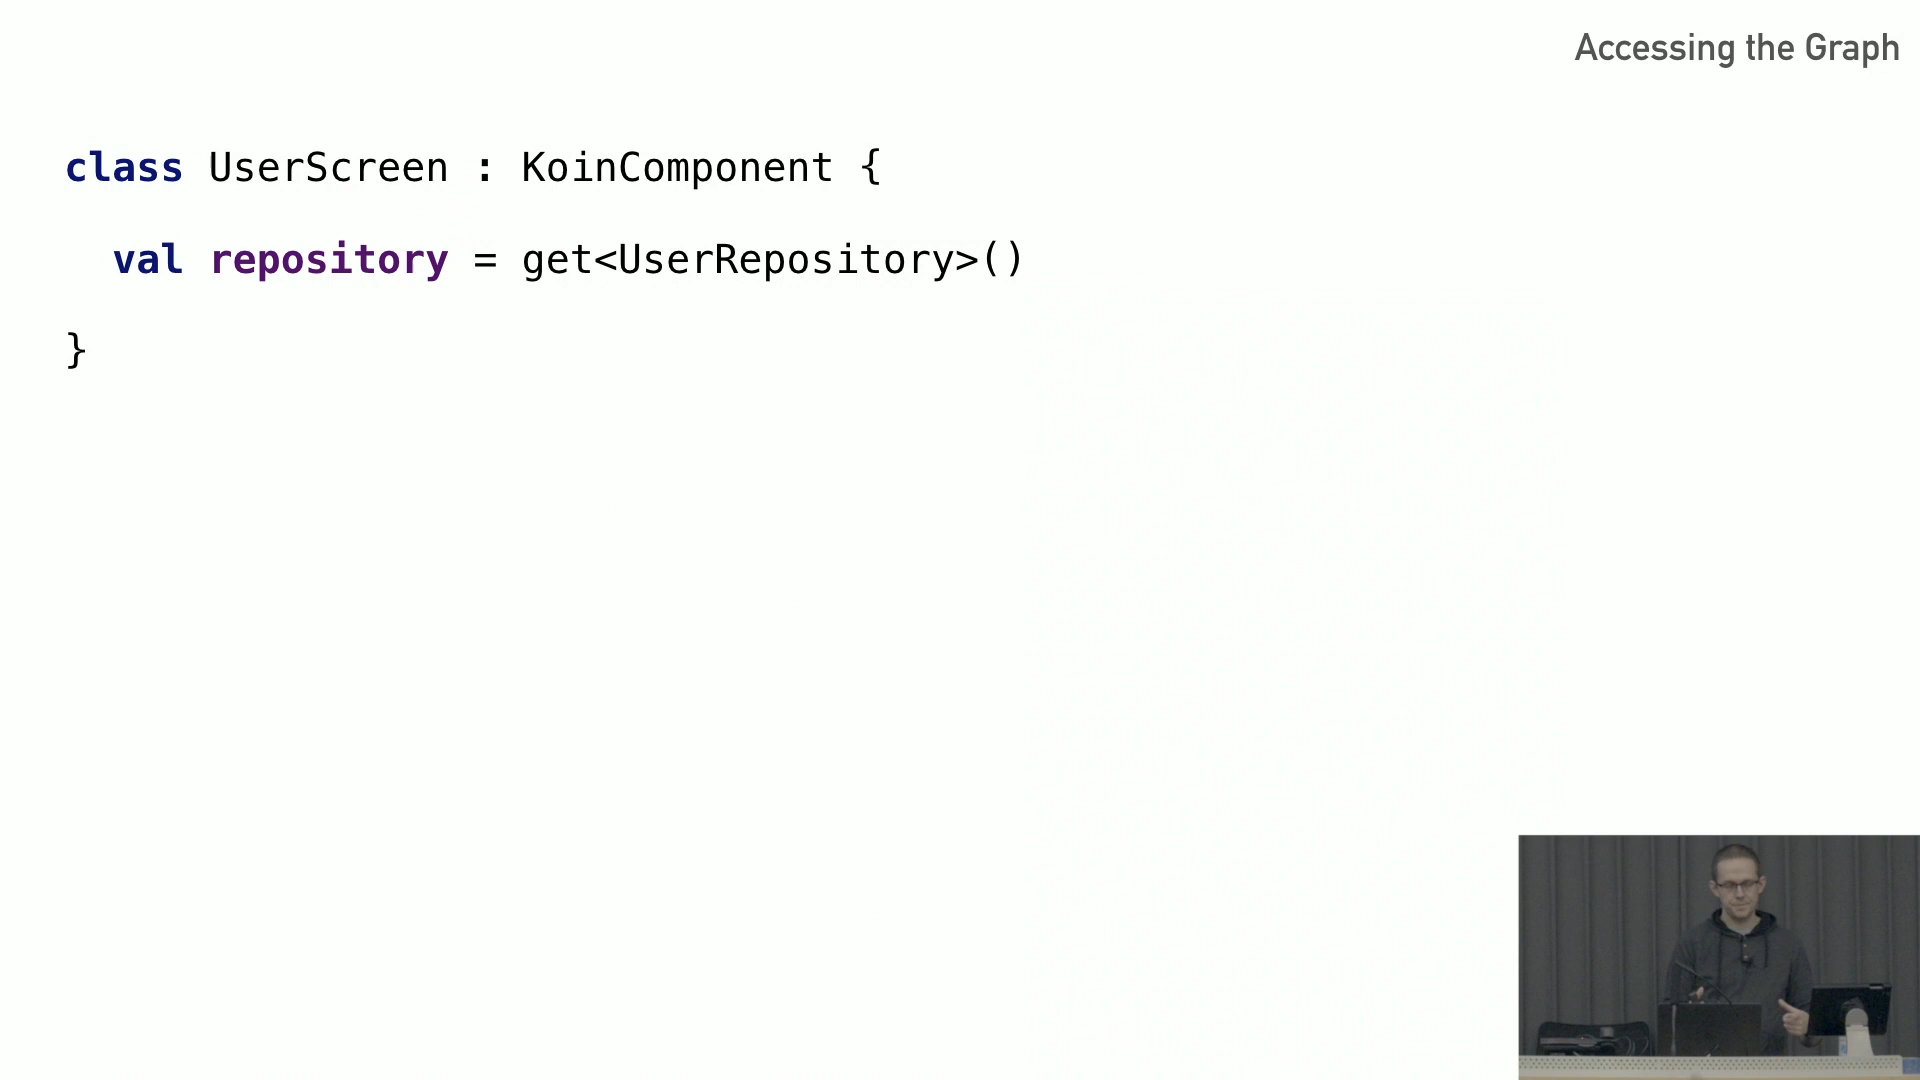 Accessing the Graph
class UserScreen : KoinComponent {
val repository = get<UserRepository>()
}